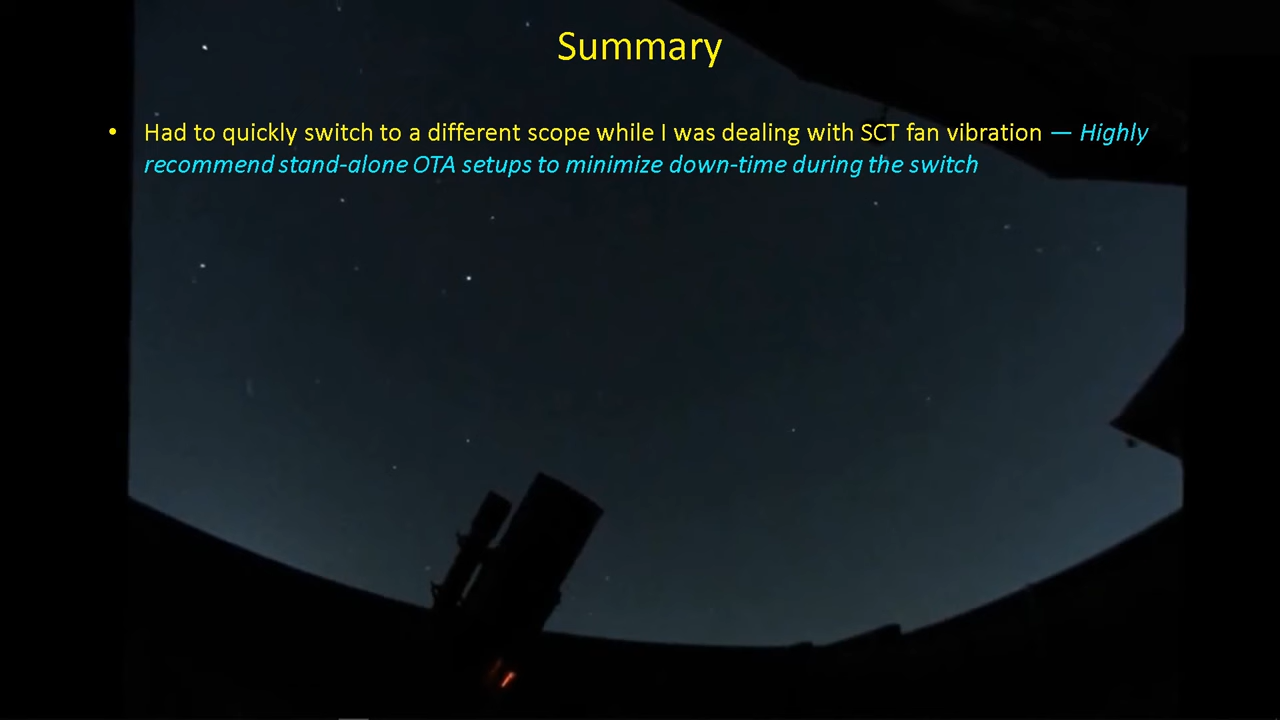 Summary
• Had to quickly switch to a different scope while I was dealing with SCT fan vibration — Highly
recommend stand-alone OTA setups to minimize down-time during the switch